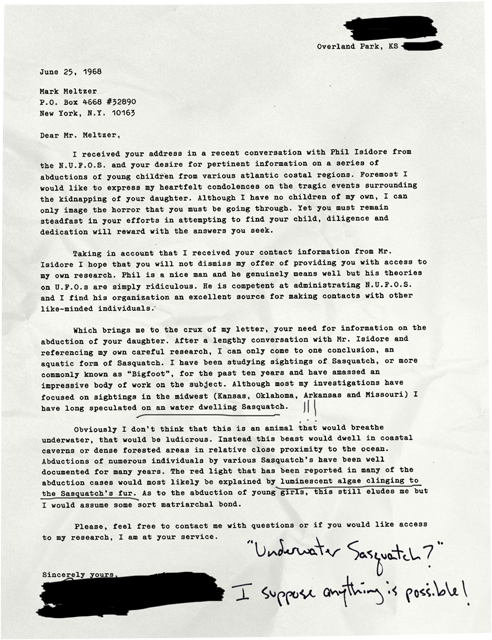 Overland Park, KS
June 25, 1968
Mark Meltzer
P.O. Box 4668 #32890
New York, N.Y. 10163
Dear Mr. Meltzer,
I received your address in a recent conversation with Phil Isidore from
the N.U.F.O.S. and your desire for pertinent information on a series of
abductions of young children from various atlantic costal regions. Foremost I
would like to express my heartfelt condolences on the tragic events surrounding
the kidnapping of your daughter. Although I have no children of my own, I can
only image the horror that you must be going through. Yet you must remain
steadfast in your efforts in attempting to find your child, diligence and
dedication will reward with the answers you seek.
Taking in account that I received your contact information from Mr.
Isidore I hope that you will not dismiss my offer of providing you with access to
my own research. Phil is a nice man and he genuinely means well but his theories
on U.F.O.s are simply ridiculous. He is competent at administrating N.U.F.O.S.
and I find his organization an excellent source for making contacts with other
like-minded individuals.
Which brings me to the crux of my letter, your need for information on the
abduction of your daughter. After a lengthy conversation with Mr. Isidore and
referencing my own careful research, I can only come to one conclusion, an
aquatic form of Sasquatch. I have been studying sightings of Sasquatch, or more
commonly known as "Bigfoot", for the past ten years and have amassed an
impressive body of work on the subject. Although most my investigations have
focused on sightings in the midwest (Kansas, Oklahoma, Arkansas and Missouri) I
have long speculated on an water dwelling Sasquatch. !!!
Obviously I don't think that this is an animal that would breathe
underwater, that would be ludicrous. Instead this beast would dwell in coastal
caverns or dense forested areas in relative close proximity to the ocean.
Abductions of numerous individuals by various Sasquatch's have been well
documented for many years. The red light that has been reported in many of the
abduction cases would most likely be explained by luminescent algae clinging to
the Sasquatch's fur. As to the abduction of young girls, this still eludes me but
I would assume some sort matriarchal bond.
Please, feel free to contact me with questions or if you would like access
to my research, I am at your service.
"Underwater Sasquatch?"
Sincerely yours,
I suppose anything is possible!